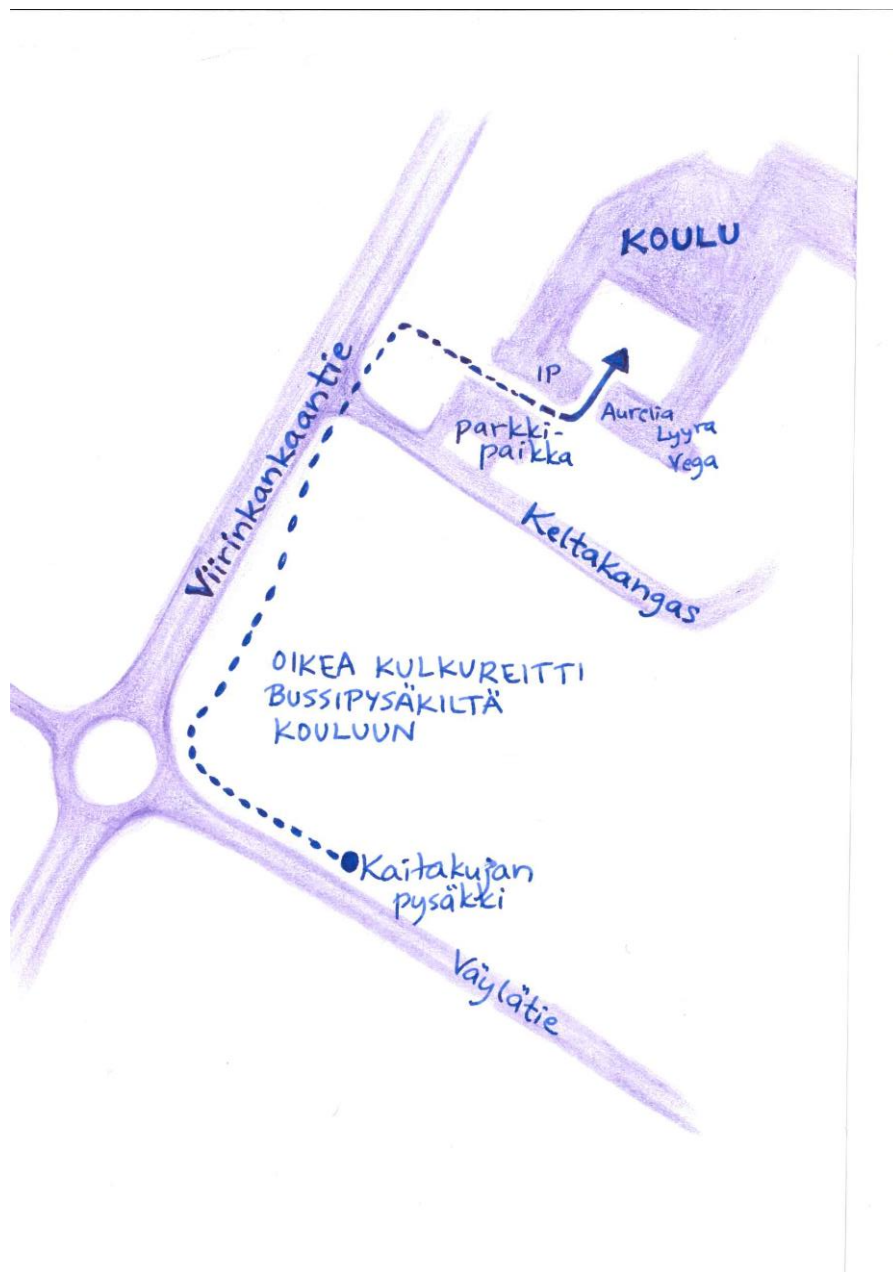 KOULU
IP
Aurelia
Lyyra
Vega
parkki-
paikka
Viirinkankaantie
Keltakangas
OIKEA KULKUREITTI
BUSSIPYSÄKILTÄ
KOULUUN
Kaitakujan
pysäkki
Väylätie